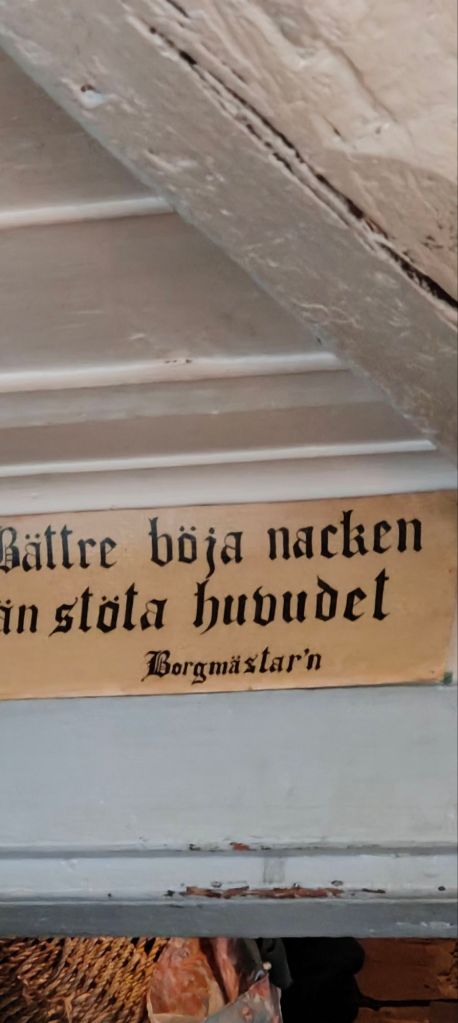 Bättre böja nacken
än stöta huvudet
Borgmästar'n